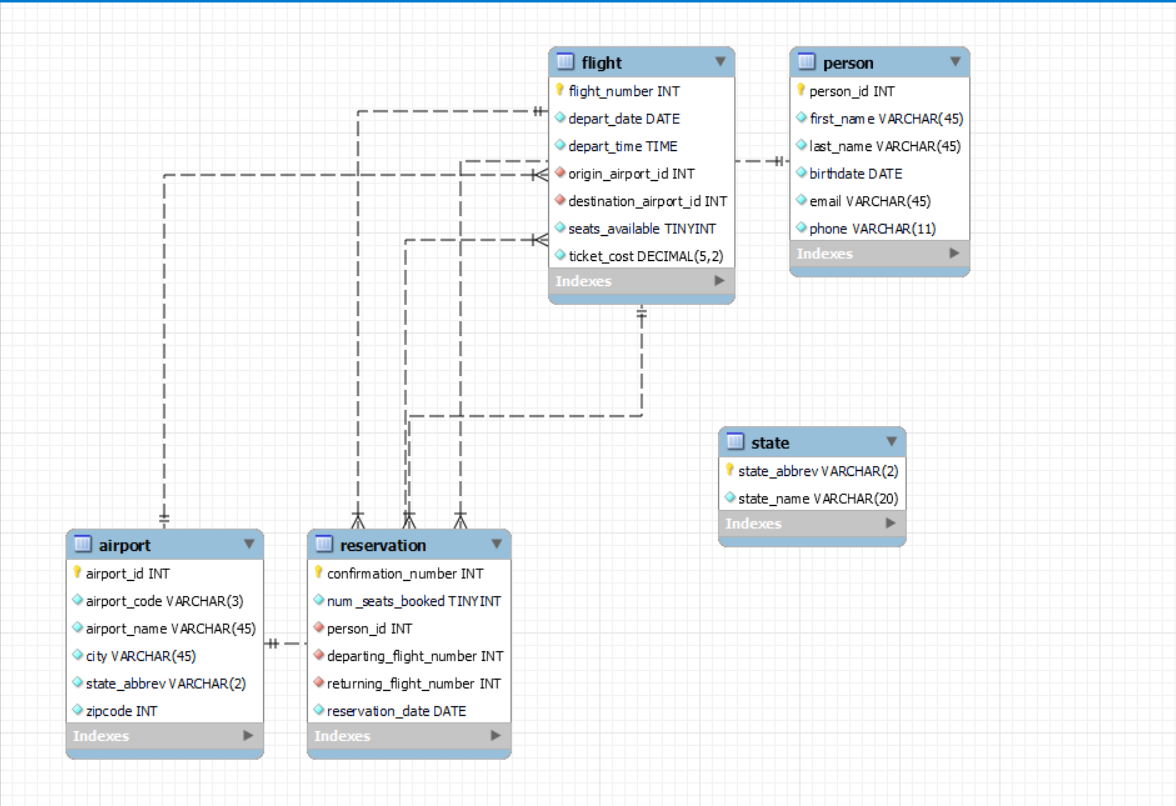 flight
flight_number INT
depart_date DATE
depart_time TIME
origin_airport_id INT
destination_airport_id INT
seats_available TINYINT
ticket_cost DECIMAL(5,2)
Indexes
person
person_id INT
first_name VARCHAR(45)
last_name VARCHAR(45)
birthdate DATE
email VARCHAR(45)
phone VARCHAR(11)
Indexes
state
state_abbrev VARCHAR(2)
state_name VARCHAR(20)
Indexes
airport
airport_id INT
airport_code VARCHAR(3)
airport_name VARCHAR(45)
city VARCHAR(45)
state_abbrev VARCHAR(2)
zipcode INT
Indexes
reservation
confirmation_number INT
num _seats_booked TINYINT
person_id INT
departing_flight_number INT
returning_flight_number INT
reservation_date DATE
Indexes